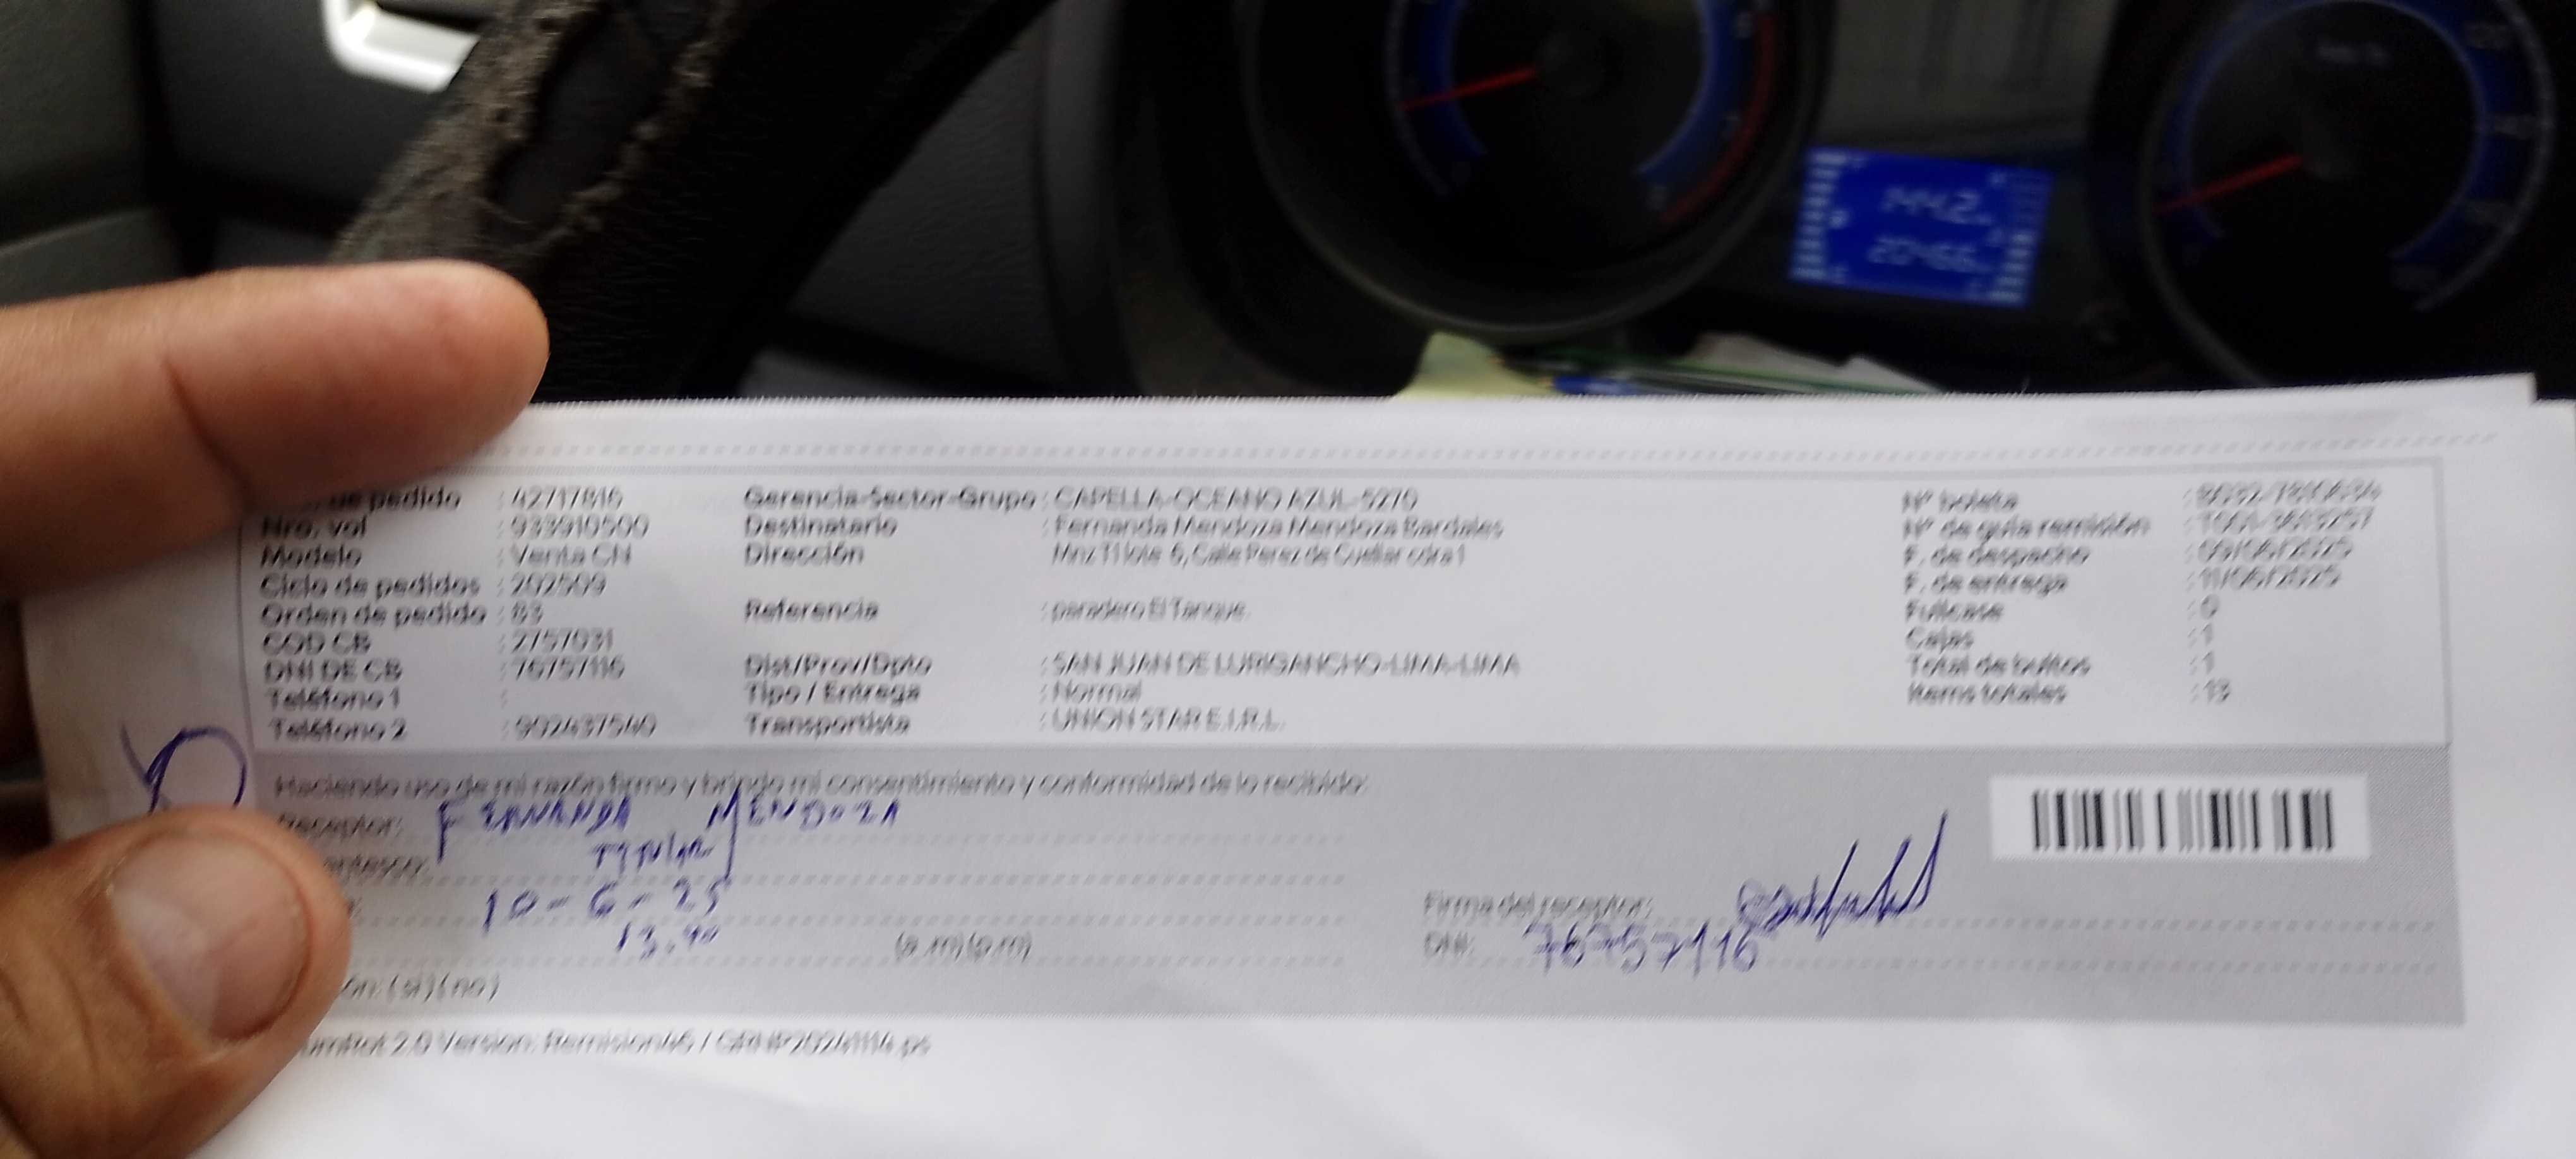 de pedido : 42717816
Nro. vol : 933910500
Modelo : Venta CN
Ciclo de pedidos : 202509
Orden de pedido : 83
COD CB : 2757031
DNI DE CB : 76757116
Teléfono 1 :
Teléfono 2 : 992437540
Gerencia-Sector-Grupo : CAPELLA-OCEANO AZUL-5270
Destinatario : Fernanda Mendoza Mendoza Bardales
Dirección Mnz T1 lote 6, Calle Perez de Cuellar cdra 1
Referencia : paradero El Tanque.
Dist/Prov/Dpto : SAN JUAN DE LURIGANCHO-LIMA-LIMA
Tipo / Entrega : Normal
Transportista : UNION STAR E.I.R.L.
Nº boleta
Nº de guía remisión
F. de despacho : 09/06/2025
F. de entrega : 11/06/2025
Fullcase : 0
Cajas : 1
Total de bultos : 1
Items totales : 13
Haciendo uso de mi razón firmo y brindo mi consentimiento y conformidad de lo recibido:
Receptor: FERNANDA MENDOZA
TITULAR
10-6-25
13:40 (a.m)(p.m)
Firma del receptor:
DNI: 76757116
(si) (no)
2.0 Version: Remision46 /